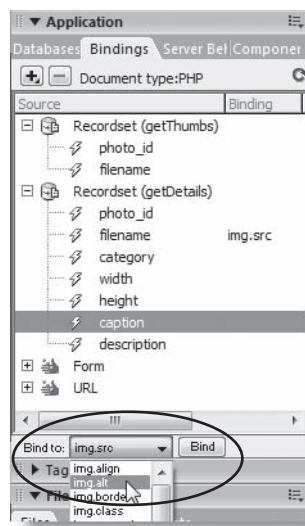 Application
Databases Bindings Server Bel Componen
Document type:PHP
Source Binding
Recordset (getThumbs)
photo_id
filename
Recordset (getDetails)
photo_id
filename img.src
category
width
height
caption
description
Form
URL
Bind to: img.src Bind
Tag img.align
img.alt
img.border
img.class